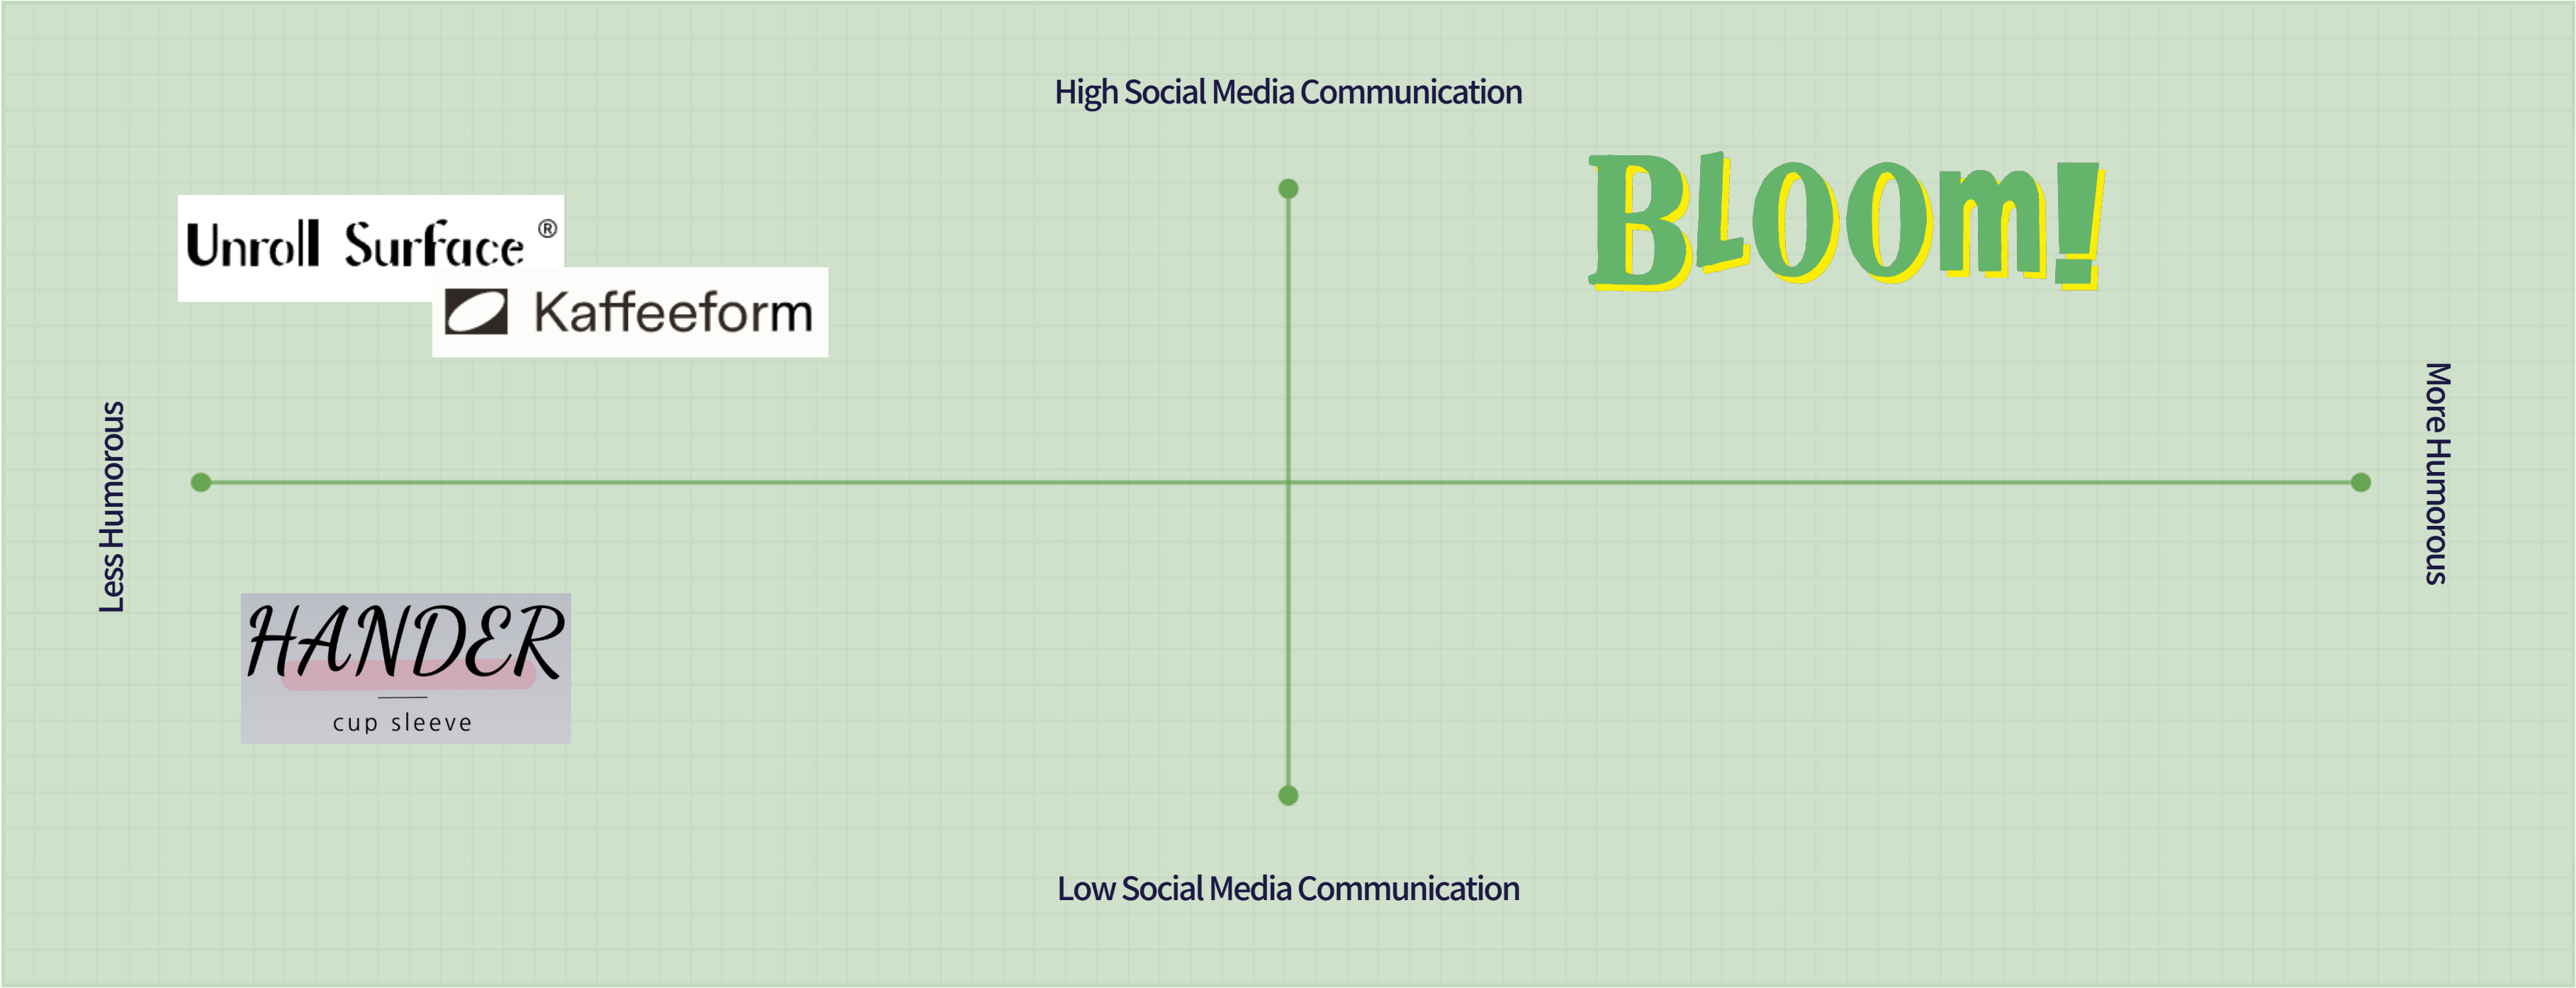 High Social Media Communication
BLOOm!
Unroll Surface ®
Kaffeeform
Less Humorous
More Humorous
HANDER
cup sleeve
Low Social Media Communication